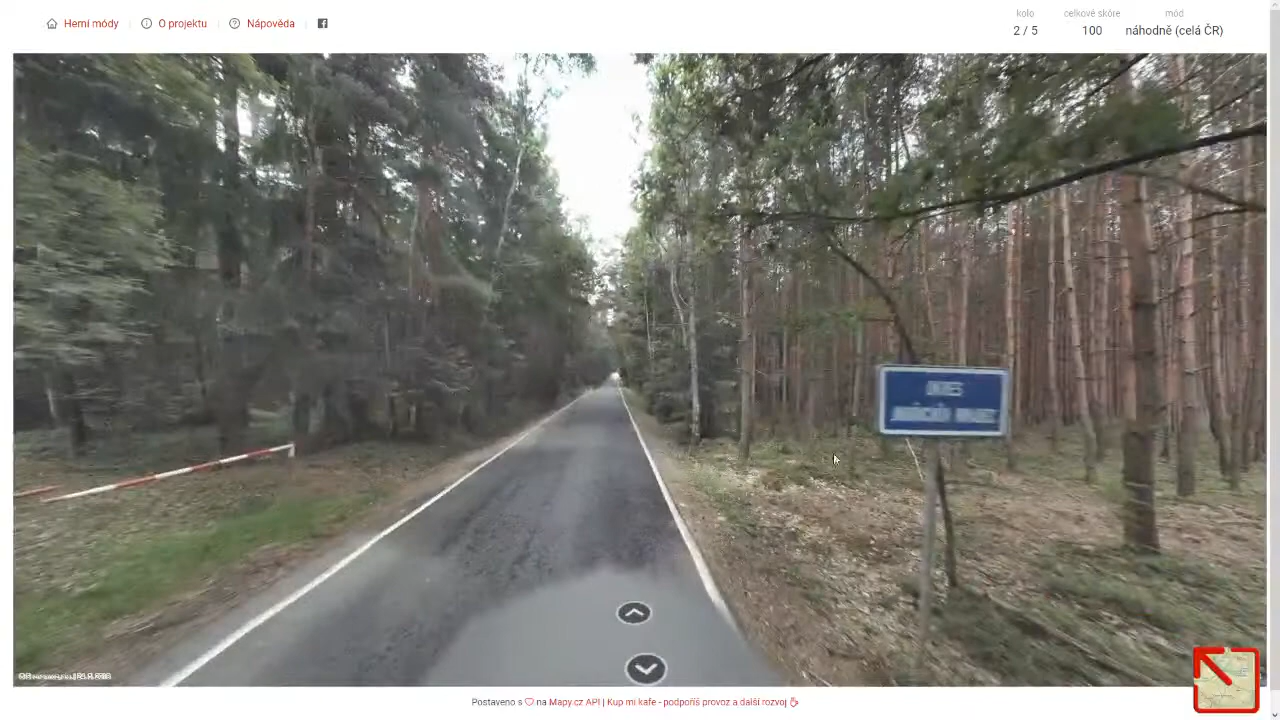 Herní módy
O projektu
Nápověda
kolo
2 / 5
celkové skóre
100
mód
náhodně (celá ČR)
OKRES
Postaveno s na Mapy.cz API | Kup mi kafe - podpoříš provoz a další rozvoj